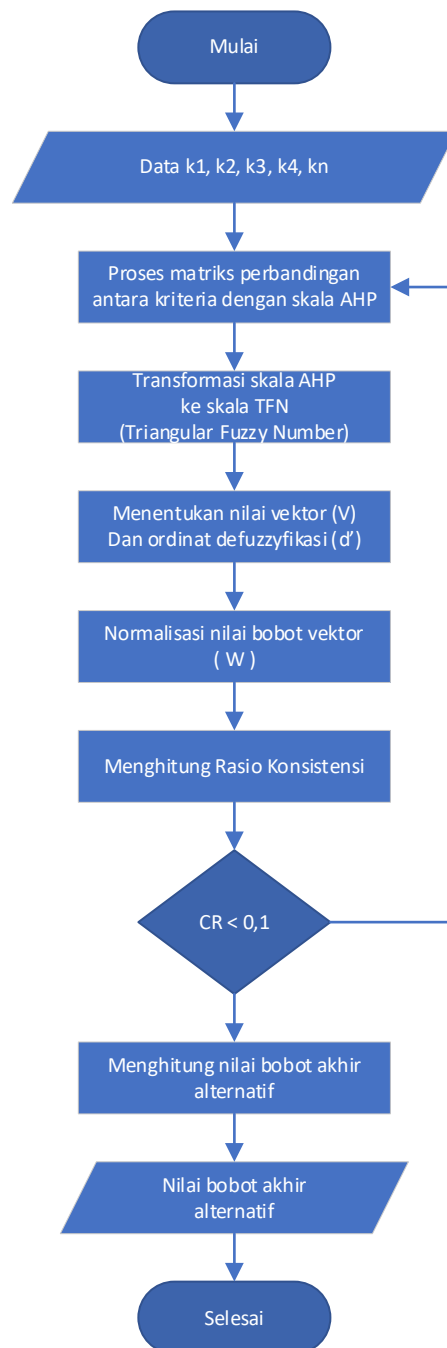 Mulai
Data k1, k2, k3, k4, kn
Proses matriks perbandingan
antara kriteria dengan skala AHP
Transformasi skala AHP
ke skala TFN
(Triangular Fuzzy Number)
Menentukan nilai vektor (V)
Dan ordinat defuzzyfikasi (d’)
Normalisasi nilai bobot vektor
( W )
Menghitung Rasio Konsistensi
CR < 0,1
Menghitung nilai bobot akhir
alternatif
Nilai bobot akhir
alternatif
Selesai